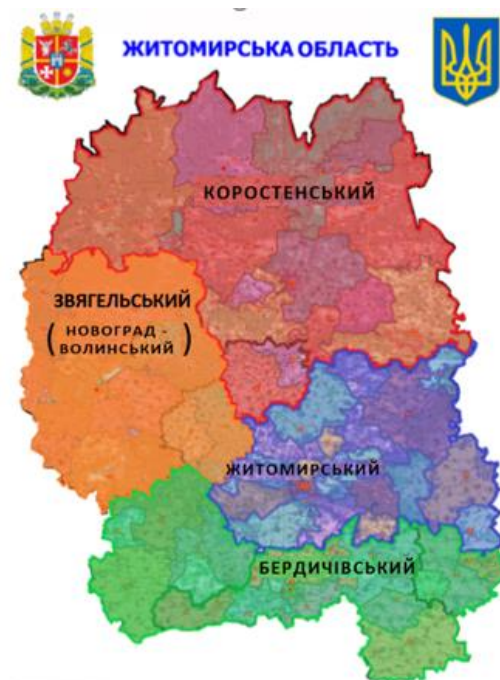 ЖИТОМИРСЬКА ОБЛАСТЬ
КОРОСТЕНСЬКИЙ
ЗВЯГЕЛЬСЬКИЙ
(НОВОГРАД -
ВОЛИНСЬКИЙ)
ЖИТОМИРСЬКИЙ
БЕРДИЧІВСЬКИЙ